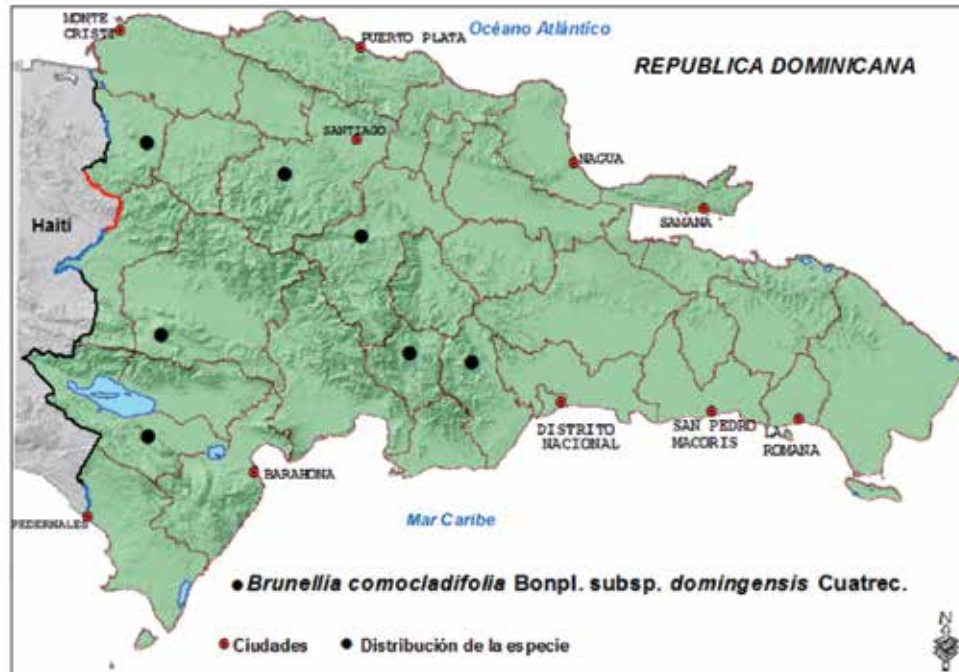 MONTE
CRISTI
PUERTO PLATA
Océano Atlántico
REPUBLICA DOMINICANA
SANTIAGO
NAGUA
SAMANA
Haití
DISTRITO
NACIONAL
SAN PEDRO
MACORIS
LA
ROMANA
BARAHONA
PEDERNALES
Mar Caribe
Brunellia comocladifolia Bonpl. subsp. domingensis Cuatrec.
Ciudades
Distribución de la especie
N